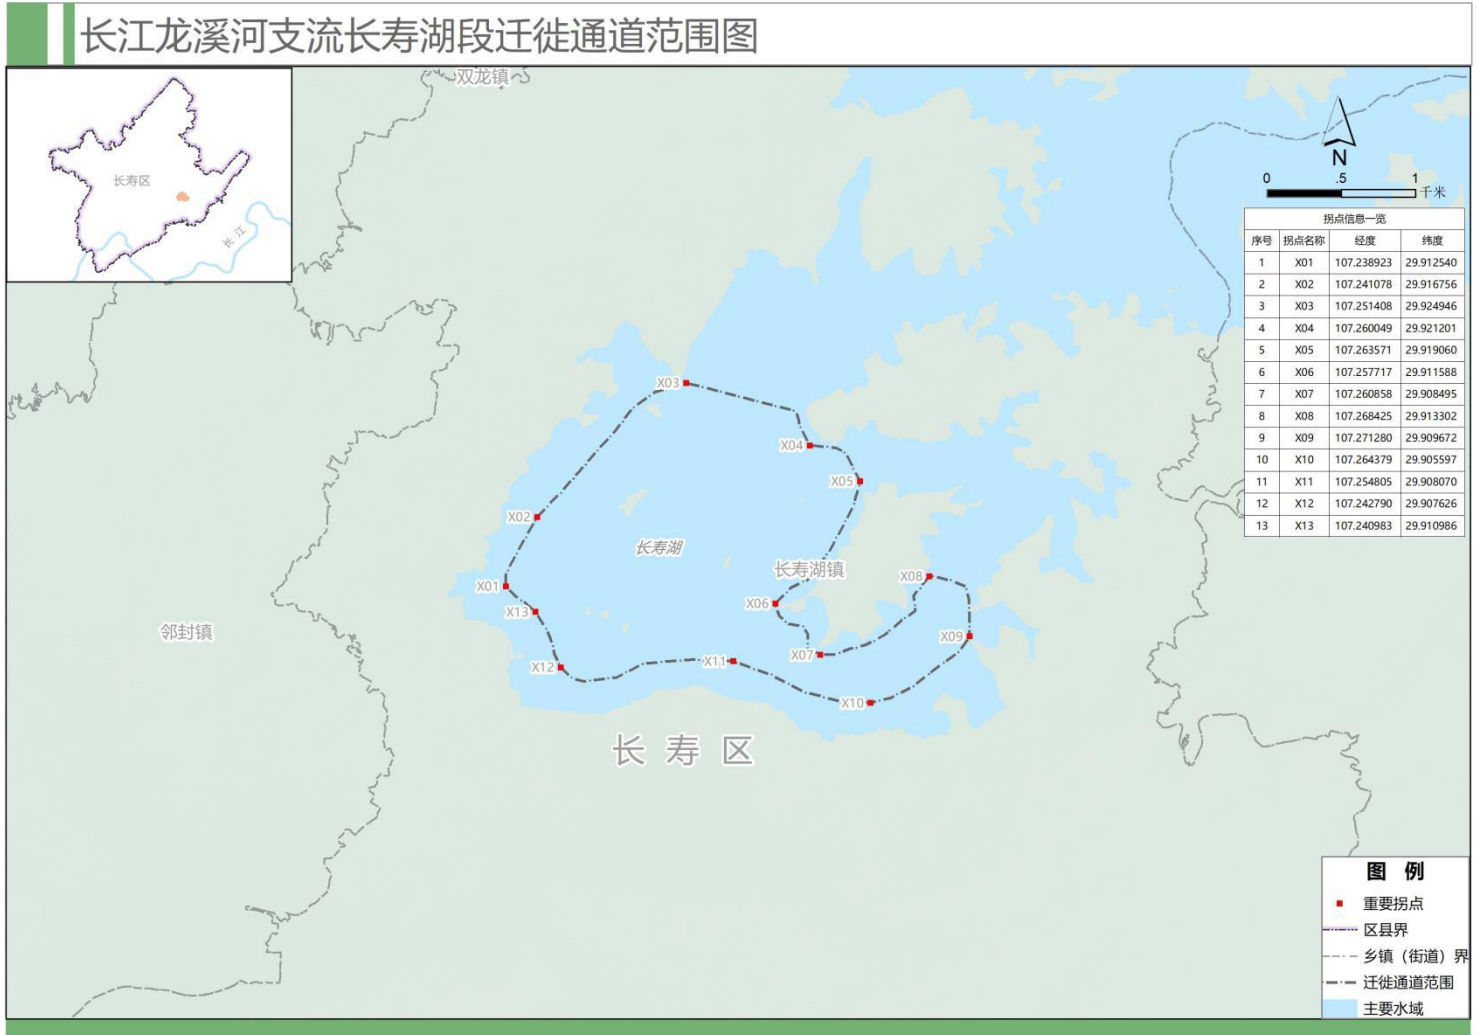 长江龙溪河支流长寿湖段迁徙通道范围图
双龙镇
长寿区
长江
N
0 .5 1
千米
拐点信息一览
序号 拐点名称 经度 纬度
1 X01 107.238923 29.912540
2 X02 107.241078 29.916756
3 X03 107.251408 29.924946
4 X04 107.260049 29.921201
5 X05 107.263571 29.919060
6 X06 107.257717 29.911588
7 X07 107.260858 29.908495
8 X08 107.268425 29.913302
9 X09 107.271280 29.909672
10 X10 107.264379 29.905597
11 X11 107.254805 29.908070
12 X12 107.242790 29.907626
13 X13 107.240983 29.910986
X03
X04
X05
X02
长寿湖
长寿湖镇
X08
X01
X06
X13
邻封镇
X09
X07
X11
X12
X10
长寿区
图例
重要拐点
区县界
乡镇（街道）界
迁徙通道范围
主要水域